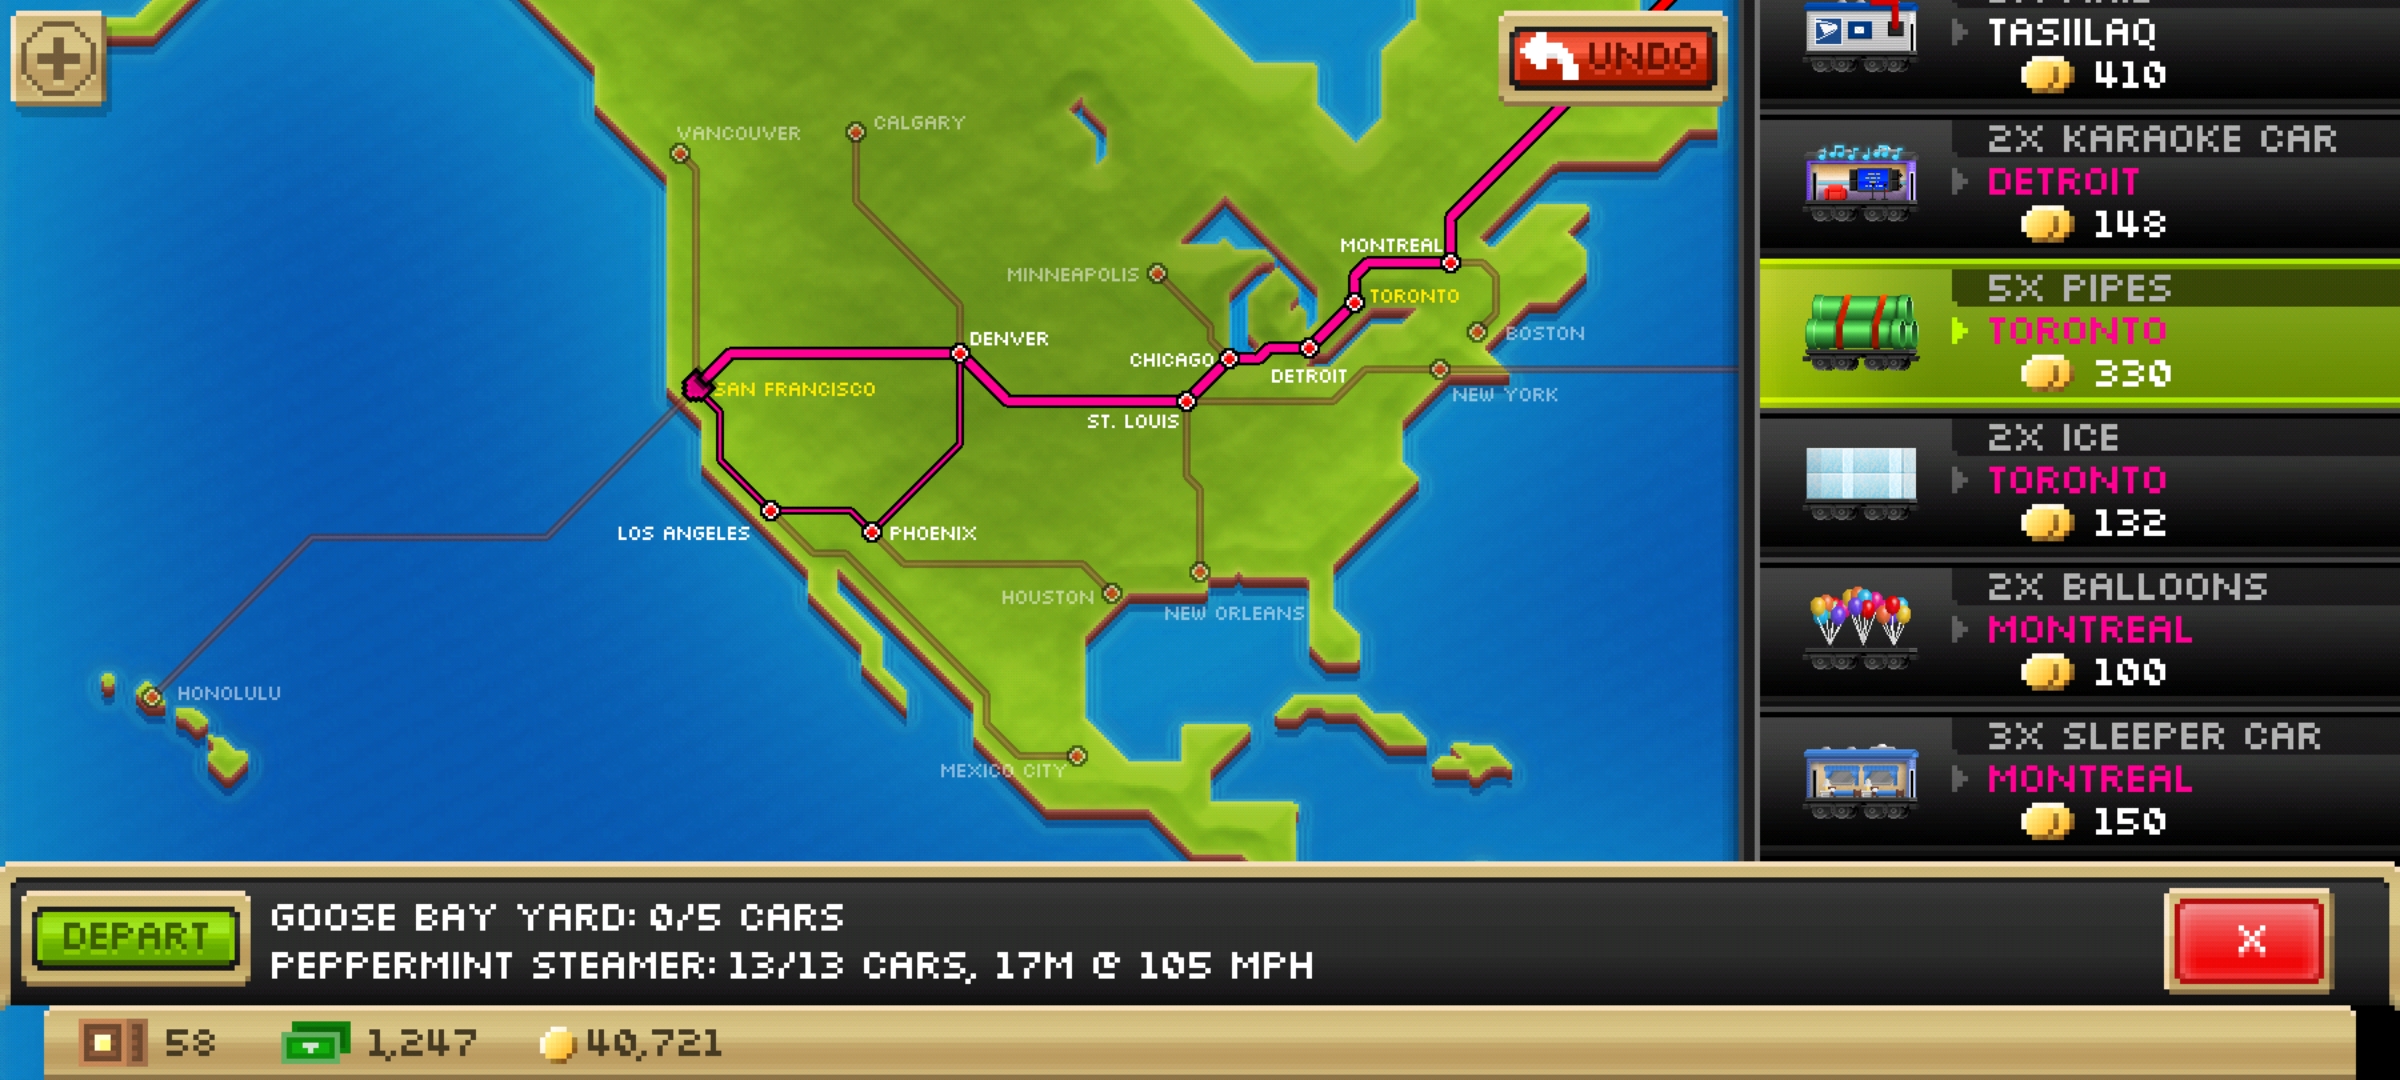 UNDO
VANCOUVER
CALGARY
MONTREAL
MINNEAPOLIS
TORONTO
DENVER
BOSTON
CHICAGO
DETROIT
SAN FRANCISCO
NEW YORK
ST. LOUIS
LOS ANGELES
PHOENIX
HOUSTON
NEW ORLEANS
HONOLULU
MEXICO CITY
TASIILAQ
410
2X KARAOKE CAR
DETROIT
148
5X PIPES
TORONTO
330
2X ICE
TORONTO
132
2X BALLOONS
MONTREAL
100
3X SLEEPER CAR
MONTREAL
150
DEPART
GOOSE BAY YARD: 0/5 CARS
PEPPERMINT STEAMER: 13/13 CARS, 17M @ 105 MPH
X
58
1,247
40,721